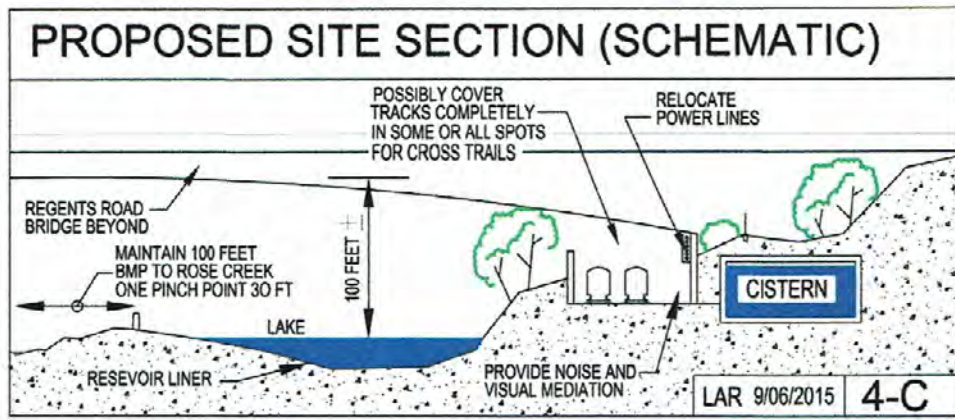 PROPOSED SITE SECTION (SCHEMATIC)
POSSIBLY COVER
TRACKS COMPLETELY
IN SOME OR ALL SPOTS
FOR CROSS TRAILS
RELOCATE
POWER LINES
REGENTS ROAD
BRIDGE BEYOND
MAINTAIN 100 FEET
BMP TO ROSE CREEK
ONE PINCH POINT 30 FT
100 FEET ±
LAKE
CISTERN
RESEVOIR LINER
PROVIDE NOISE AND
VISUAL MEDIATION
LAR 9/06/2015
4-C